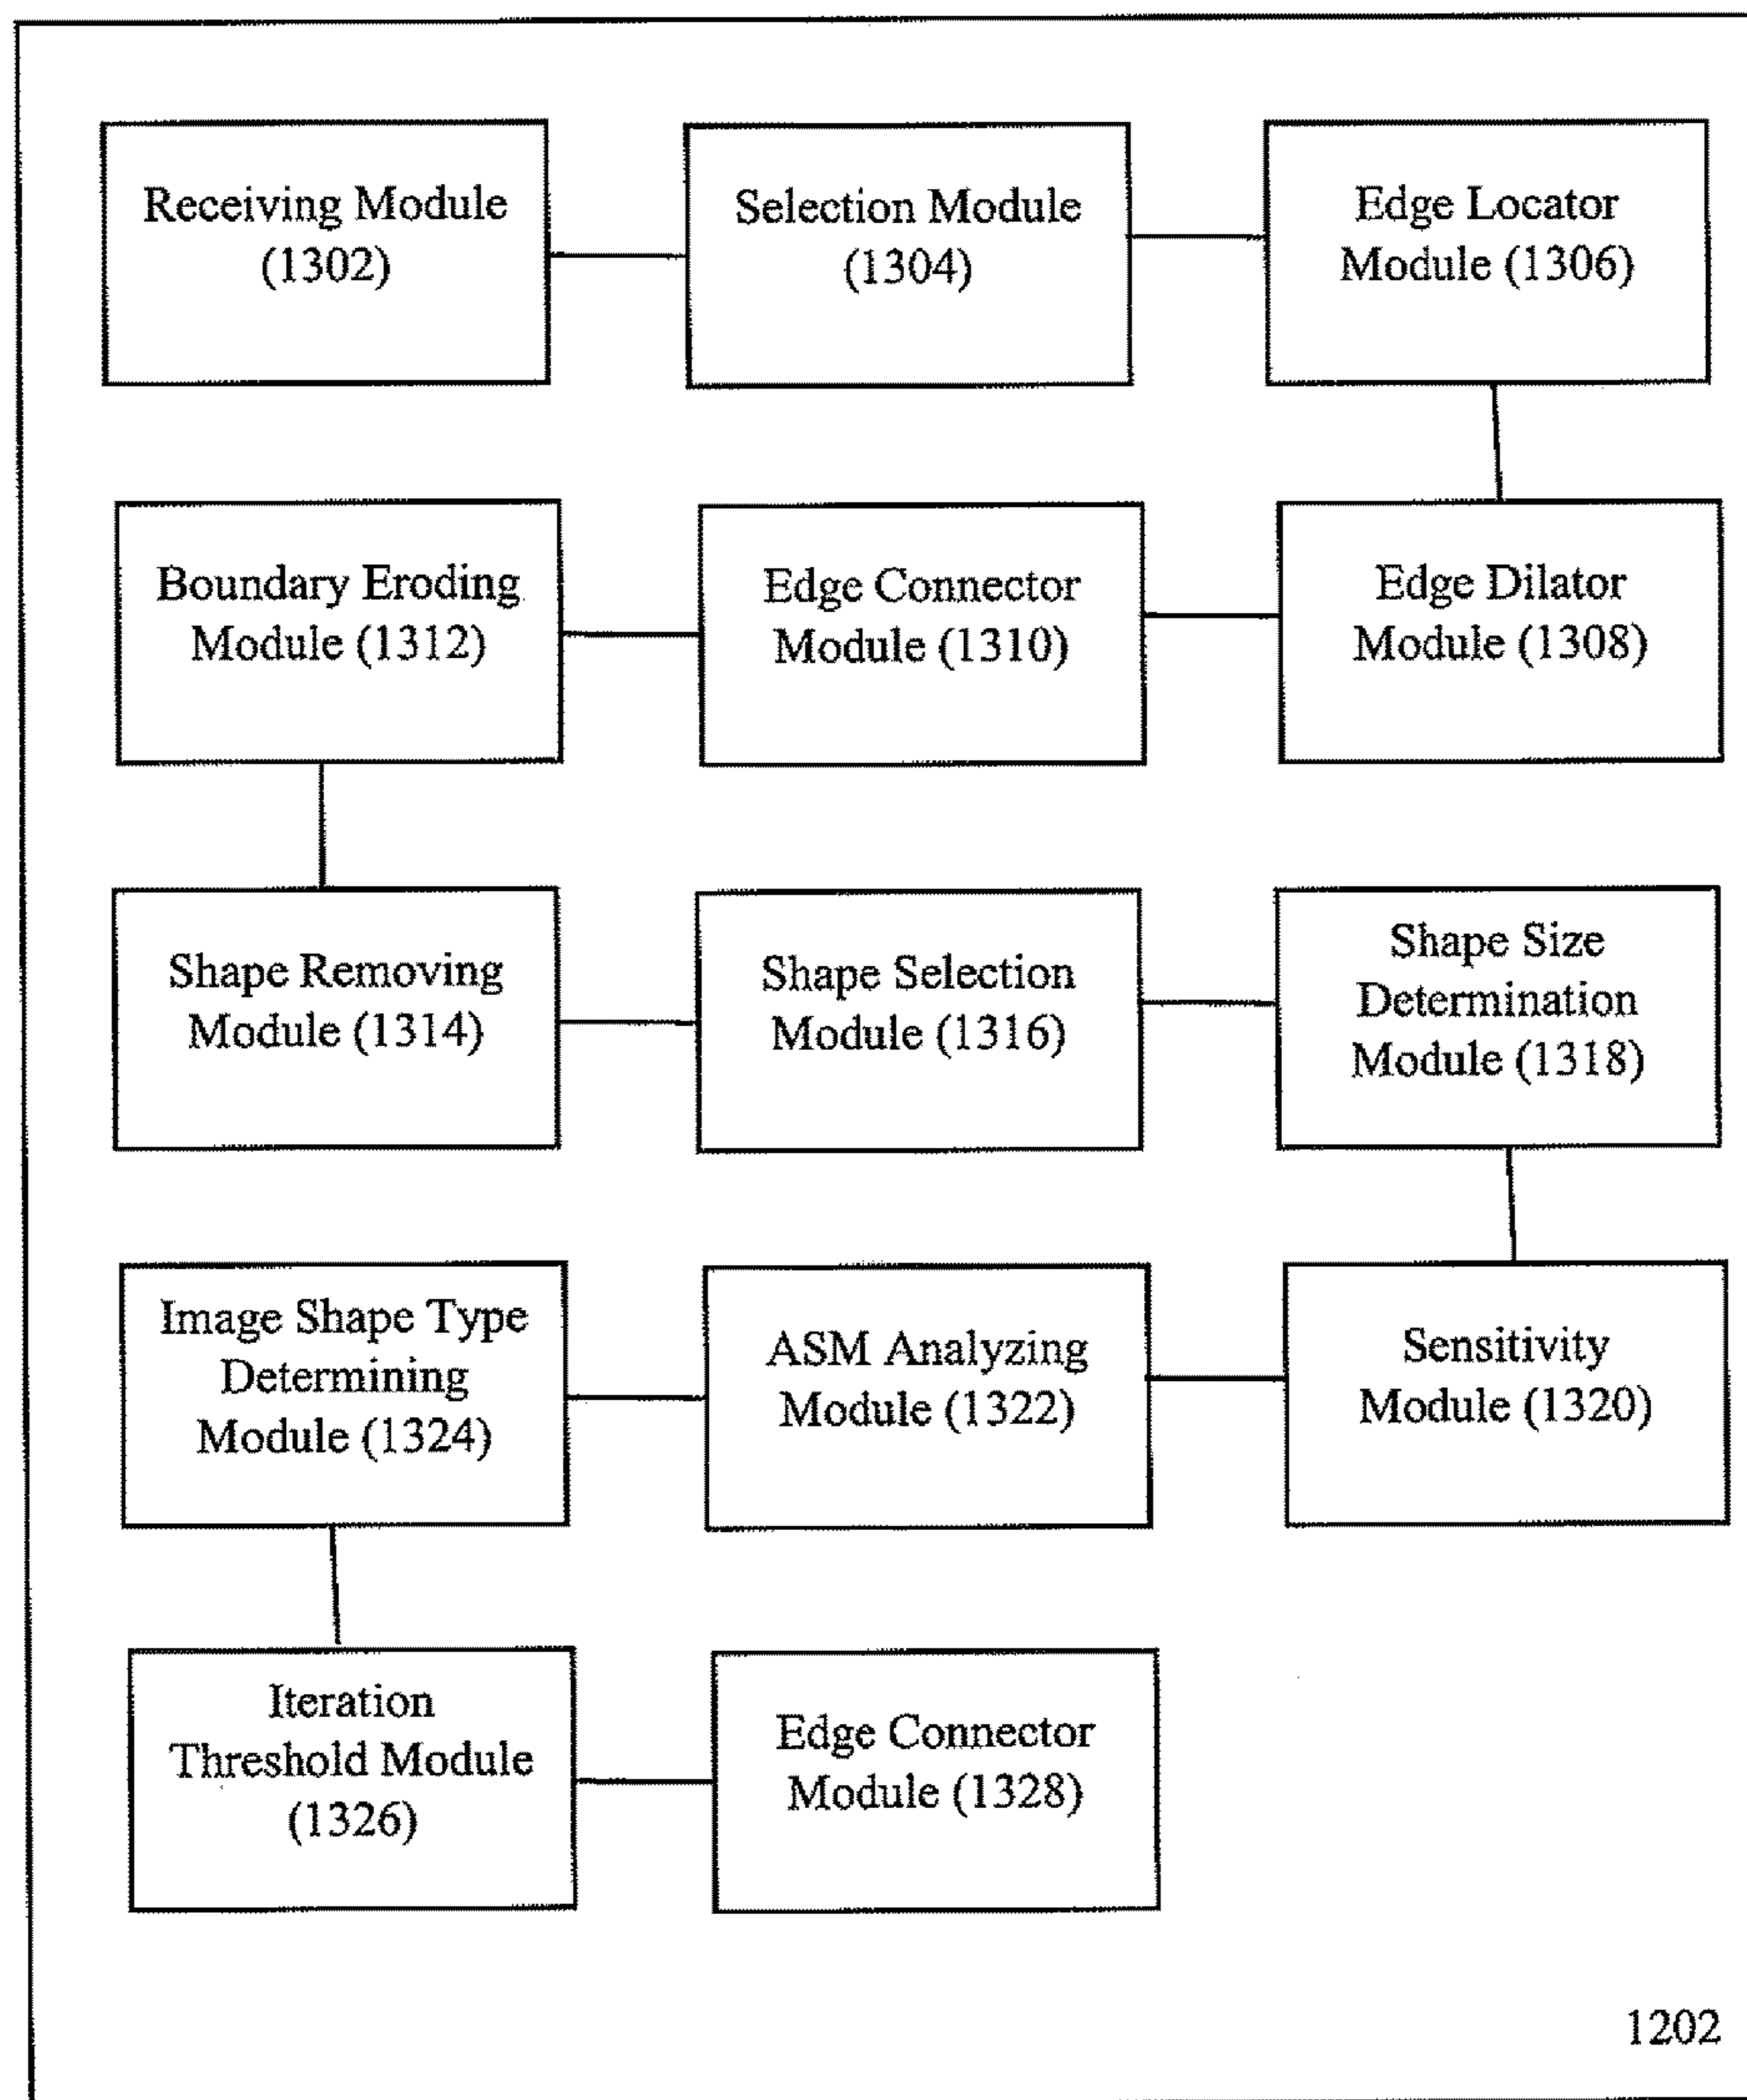 Receiving Module
(1302)
Selection Module
(1304)
Edge Locator
Module (1306)
Boundary Eroding
Module (1312)
Edge Connector
Module (1310)
Edge Dilator
Module (1308)
Shape Removing
Module (1314)
Shape Selection
Module (1316)
Shape Size
Determination
Module (1318)
Image Shape Type
Determining
Module (1324)
ASM Analyzing
Module (1322)
Sensitivity
Module (1320)
Iteration
Threshold Module
(1326)
Edge Connector
Module (1328)
1202